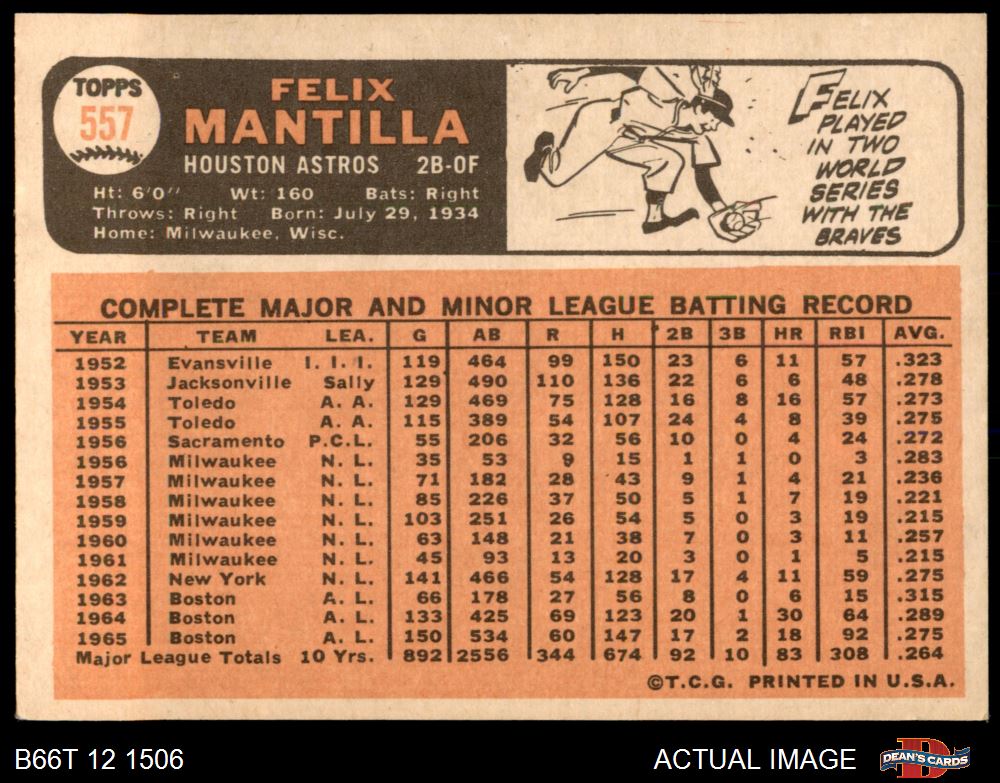 TOPPS
557
FELIX
MANTILLA
HOUSTON ASTROS 2B-OF
Ht: 6'0" Wt: 160 Bats: Right
Throws: Right Born: July 29, 1934
Home: Milwaukee, Wisc.
FELIX
PLAYED
IN TWO
WORLD
SERIES
WITH THE
BRAVES
COMPLETE MAJOR AND MINOR LEAGUE BATTING RECORD
YEAR TEAM LEA. G AB R H 2B 3B HR RBI AVG.
1952 Evansville I. I. I. 119 464 99 150 23 6 11 57 .323
1953 Jacksonville Sally 129 490 110 136 22 6 6 48 .278
1954 Toledo A. A. 129 469 75 128 16 8 16 57 .273
1955 Toledo A. A. 115 389 54 107 24 4 8 39 .275
1956 Sacramento P.C.L. 55 206 32 56 10 0 4 24 .272
1956 Milwaukee N. L. 35 53 9 15 1 1 0 3 .283
1957 Milwaukee N. L. 71 182 28 43 9 1 4 21 .236
1958 Milwaukee N. L. 85 226 37 50 5 1 7 19 .221
1959 Milwaukee N. L. 103 251 26 54 5 0 3 19 .215
1960 Milwaukee N. L. 63 148 21 38 7 0 3 11 .257
1961 Milwaukee N. L. 45 93 13 20 3 0 1 5 .215
1962 New York N. L. 141 466 54 128 17 4 11 59 .275
1963 Boston A. L. 66 178 27 56 8 0 6 15 .315
1964 Boston A. L. 133 425 69 123 20 1 30 64 .289
1965 Boston A. L. 150 534 60 147 17 2 18 92 .275
Major League Totals 10 Yrs. 892 2556 344 674 92 10 83 308 .264
©T.C.G. PRINTED IN U.S.A.
B66T 12 1506 ACTUAL IMAGE DEAN'S CARDS